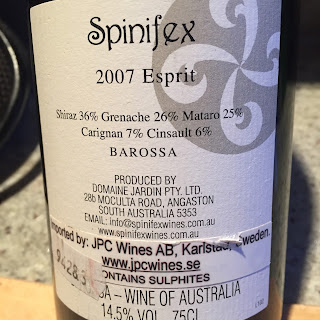 Spinifex
2007 Esprit
Shiraz 36% Grenache 26% Mataro 25%
Carignan 7% Cinsault 6%
BAROSSA
PRODUCED BY
DOMAINE JARDIN PTY. LTD.
28b MOCULTA ROAD, ANGASTON
SOUTH AUSTRALIA 5353
EMAIL: info@spinifexwines.com.au
www.spinifexwines.com.au
Imported by: JPC Wines AB, Karlstad, Sweden.
www.jpcwines.se
CONTAINS SULPHITES
– WINE OF AUSTRALIA
14.5% VOL 75CL